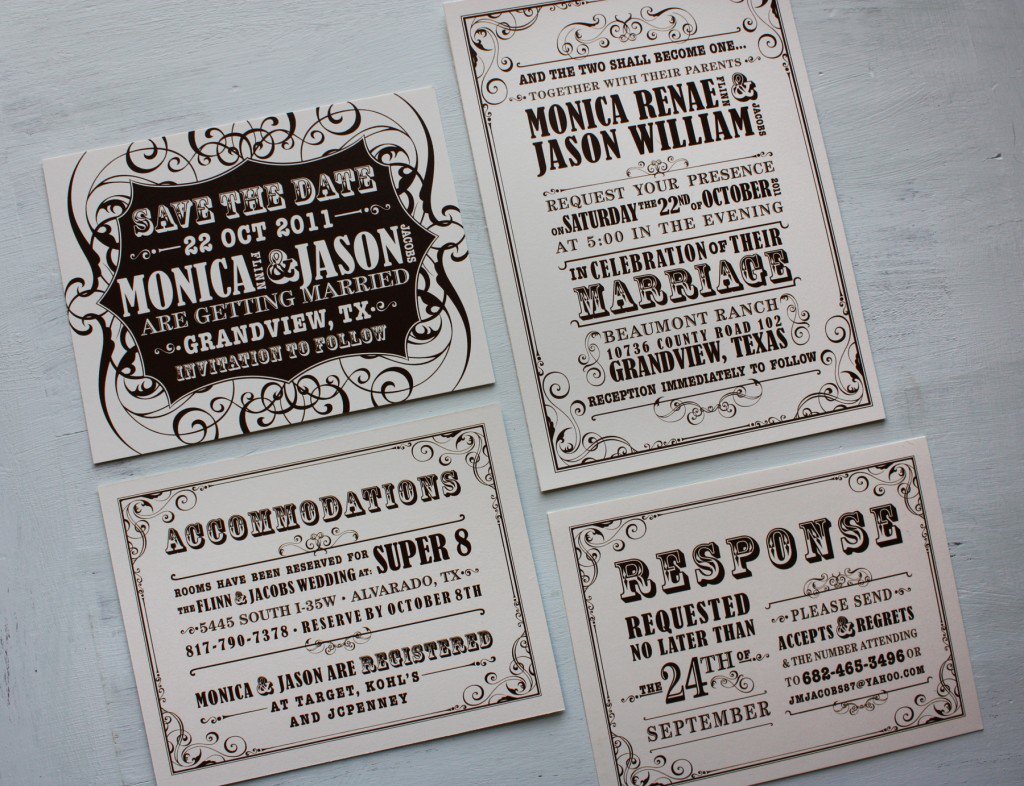 SAVE THE DATE
22 OCT 2011
MONICA FLINN & JASON JACOBS
ARE GETTING MARRIED
GRANDVIEW, TX
INVITATION TO FOLLOW
AND THE TWO SHALL BECOME ONE...
TOGETHER WITH THEIR PARENTS
MONICA RENAE FLINN &
JASON WILLIAM JACOBS
REQUEST YOUR PRESENCE
ON SATURDAY THE 22ND OF OCTOBER 2011
AT 5:00 IN THE EVENING
IN CELEBRATION OF THEIR
MARRIAGE
BEAUMONT RANCH
10736 COUNTY ROAD 102
GRANDVIEW, TEXAS
RECEPTION IMMEDIATELY TO FOLLOW
ACCOMMODATIONS
ROOMS HAVE BEEN RESERVED FOR
THE FLINN & JACOBS WEDDING AT: SUPER 8
5445 SOUTH I-35W · ALVARADO, TX
817-790-7378 · RESERVE BY OCTOBER 8TH
MONICA & JASON ARE REGISTERED
AT TARGET, KOHL'S
AND JCPENNEY
RESPONSE
REQUESTED
NO LATER THAN
THE 24TH OF
SEPTEMBER
PLEASE SEND
ACCEPTS & REGRETS
& THE NUMBER ATTENDING
TO 682-465-3496 OR
JMJACOBS87@YAHOO.COM